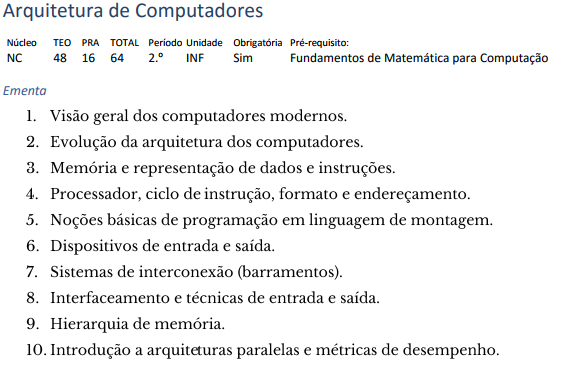 Arquitetura de Computadores
Núcleo TEO PRA TOTAL Período Unidade Obrigatória Pré-requisito:
NC 48 16 64 2.º INF Sim Fundamentos de Matemática para Computação
Ementa
1. Visão geral dos computadores modernos.
2. Evolução da arquitetura dos computadores.
3. Memória e representação de dados e instruções.
4. Processador, ciclo de instrução, formato e endereçamento.
5. Noções básicas de programação em linguagem de montagem.
6. Dispositivos de entrada e saída.
7. Sistemas de interconexão (barramentos).
8. Interfaceamento e técnicas de entrada e saída.
9. Hierarquia de memória.
10. Introdução a arquiteturas paralelas e métricas de desempenho.